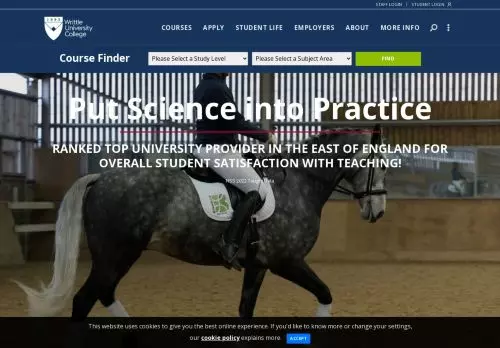 STAFF LOGIN | STUDENT LOGIN
Writtle
University
College
COURSES APPLY STUDENT LIFE EMPLOYERS ABOUT MORE INFO
Course Finder Please Select a Study Level Please Select a Subject Area FIND
Put Science into Practice
RANKED TOP UNIVERSITY PROVIDER IN THE EAST OF ENGLAND FOR
OVERALL STUDENT SATISFACTION WITH TEACHING!
This website uses cookies to give you the best online experience. If you'd like to know more or change your settings,
our cookie policy explains more. ACCEPT